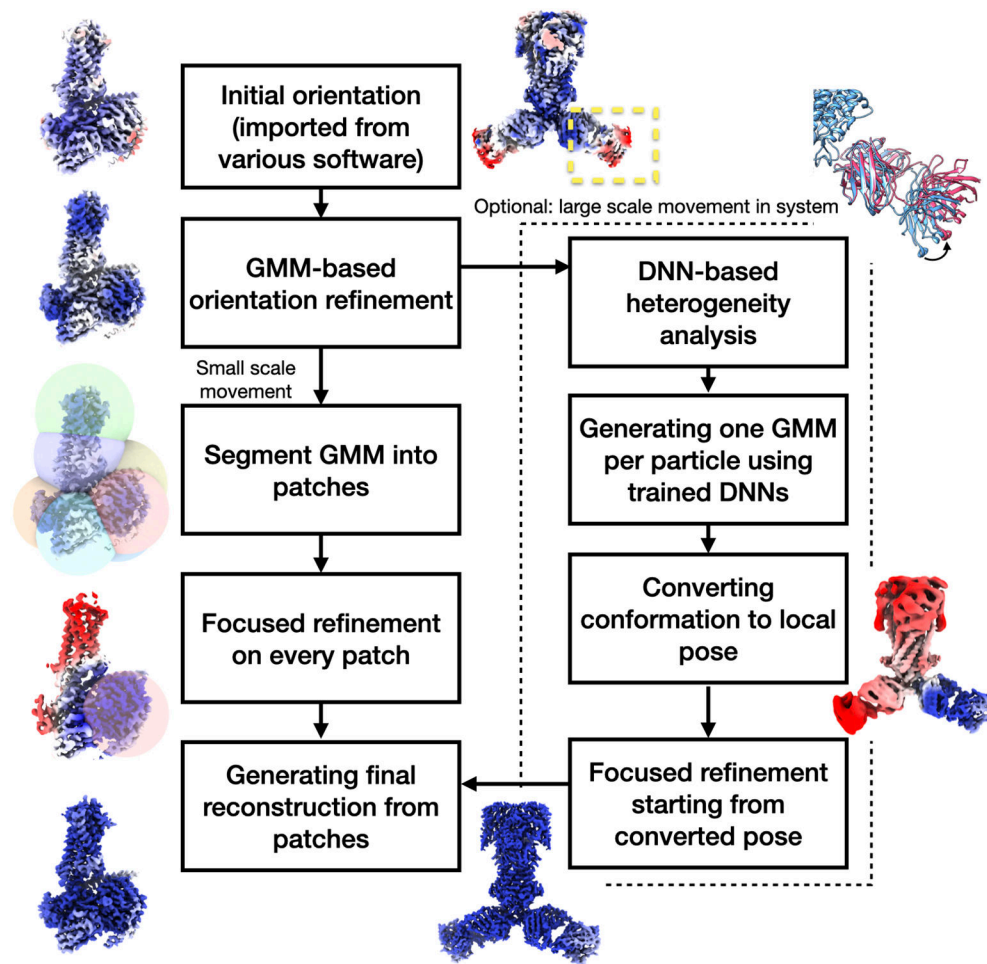 Initial orientation
(imported from
various software)
Optional: large scale movement in system
GMM-based
orientation refinement
DNN-based
heterogeneity
analysis
Small scale
movement
Segment GMM into
patches
Generating one GMM
per particle using
trained DNNs
Focused refinement
on every patch
Converting
conformation to local
pose
Generating final
reconstruction from
patches
Focused refinement
starting from
converted pose